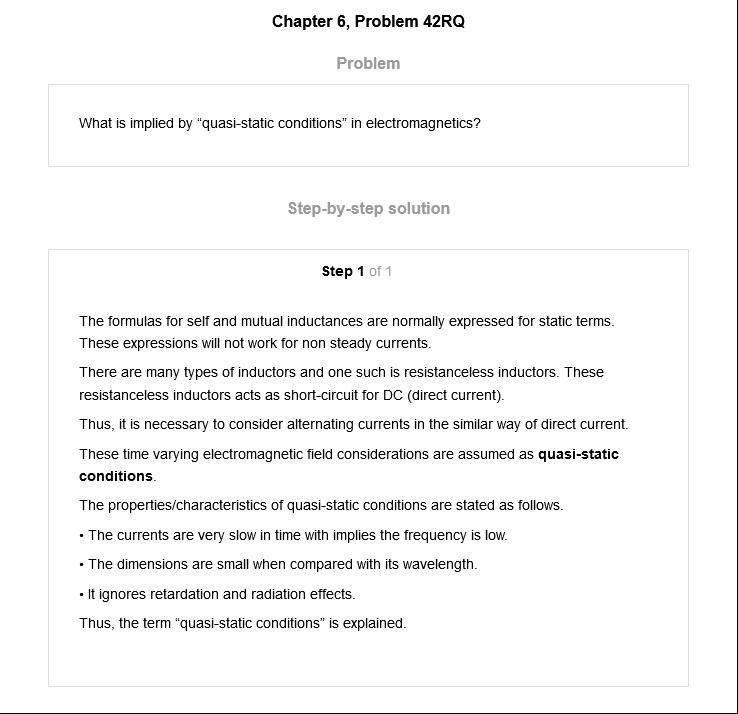 Chapter 6, Problem 42RQ
Problem
What is implied by “quasi-static conditions” in electromagnetics?
Step-by-step solution
Step 1 of 1
The formulas for self and mutual inductances are normally expressed for static terms.
These expressions will not work for non steady currents.
There are many types of inductors and one such is resistanceless inductors. These
resistanceless inductors acts as short-circuit for DC (direct current).
Thus, it is necessary to consider alternating currents in the similar way of direct current.
These time varying electromagnetic field considerations are assumed as quasi-static
conditions.
The properties/characteristics of quasi-static conditions are stated as follows.
• The currents are very slow in time with implies the frequency is low.
• The dimensions are small when compared with its wavelength.
• It ignores retardation and radiation effects.
Thus, the term “quasi-static conditions” is explained.